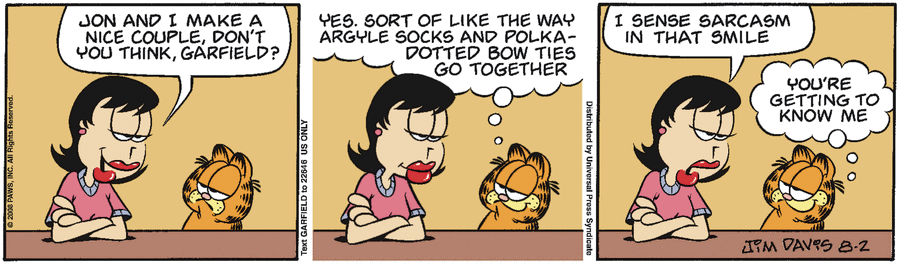 JON AND I MAKE A
NICE COUPLE, DON'T
YOU THINK, GARFIELD?
© 2008 PAWS, INC. All Rights Reserved.
YES. SORT OF LIKE THE WAY
ARGYLE SOCKS AND POLKA-
DOTTED BOW TIES
GO TOGETHER
Text GARFIELD to 22646 US ONLY
I SENSE SARCASM
IN THAT SMILE
YOU'RE
GETTING TO
KNOW ME
Distributed by Universal Press Syndicate
JIM DAVIS 8-2